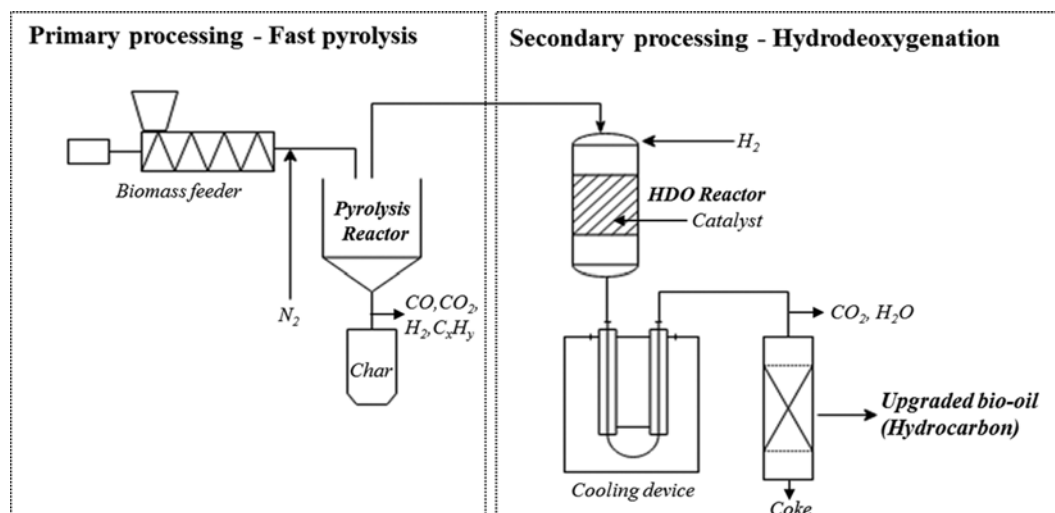 Primary processing - Fast pyrolysis
Biomass feeder
N2
Pyrolysis
Reactor
CO,CO2,
H2,CxHy
Char
Secondary processing - Hydrodeoxygenation
H2
HDO Reactor
Catalyst
Cooling device
CO2, H2O
Upgraded bio-oil
(Hydrocarbon)
Coke